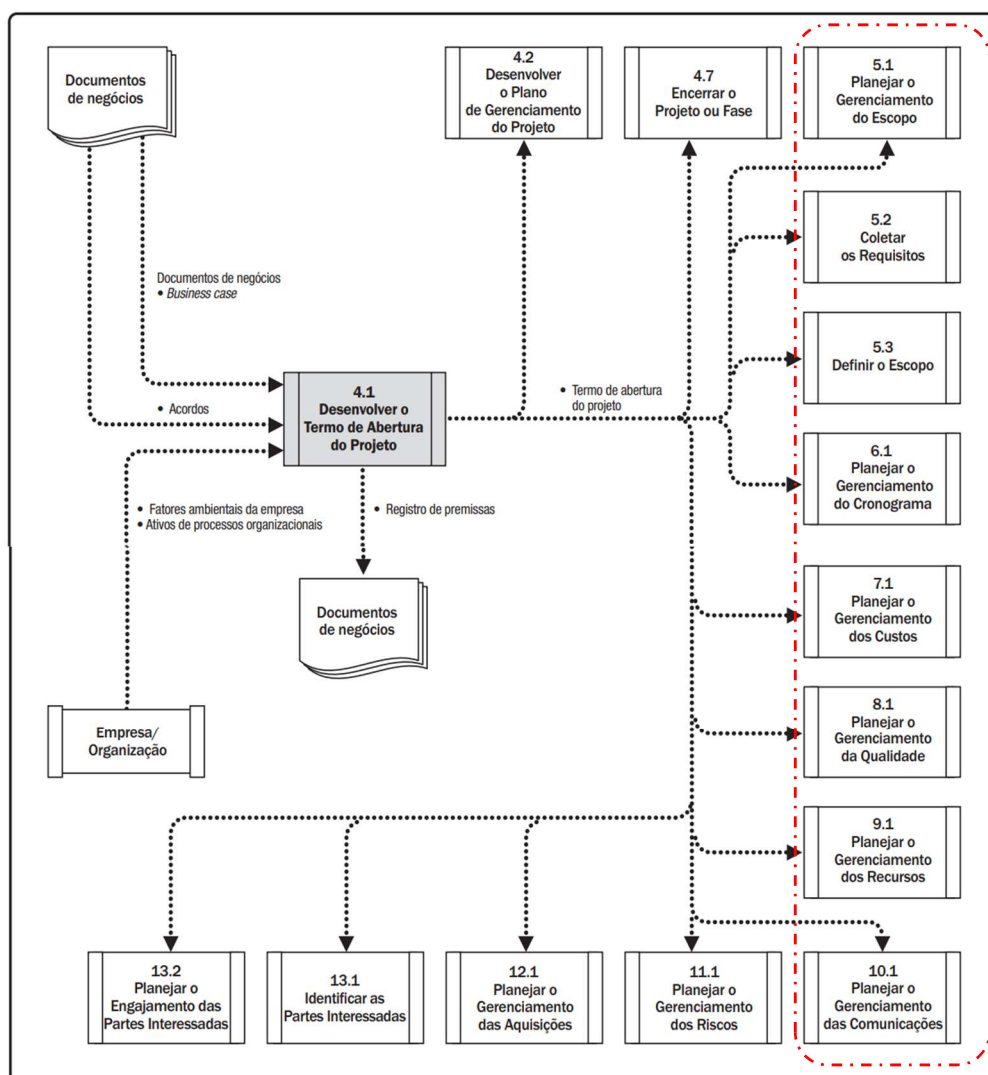 Documentos
de negócios
4.2
Desenvolver
o Plano
de Gerenciamento
do Projeto
4.7
Encerrar o
Projeto ou Fase
5.1
Planejar o
Gerenciamento
do Escopo
5.2
Coletar
os Requisitos
Documentos de negócios
• Business case
5.3
Definir o Escopo
4.1
Desenvolver o
Termo de Abertura
do Projeto
• Acordos
• Termo de abertura
do projeto
6.1
Planejar o
Gerenciamento
do Cronograma
• Fatores ambientais da empresa
• Ativos de processos organizacionais
• Registro de premissas
7.1
Planejar o
Gerenciamento
dos Custos
Documentos
de negócios
8.1
Planejar o
Gerenciamento
da Qualidade
Empresa/
Organização
9.1
Planejar o
Gerenciamento
dos Recursos
13.2
Planejar o
Engajamento das
Partes Interessadas
13.1
Identificar as
Partes Interessadas
12.1
Planejar o
Gerenciamento
das Aquisições
11.1
Planejar o
Gerenciamento
dos Riscos
10.1
Planejar o
Gerenciamento
das Comunicações